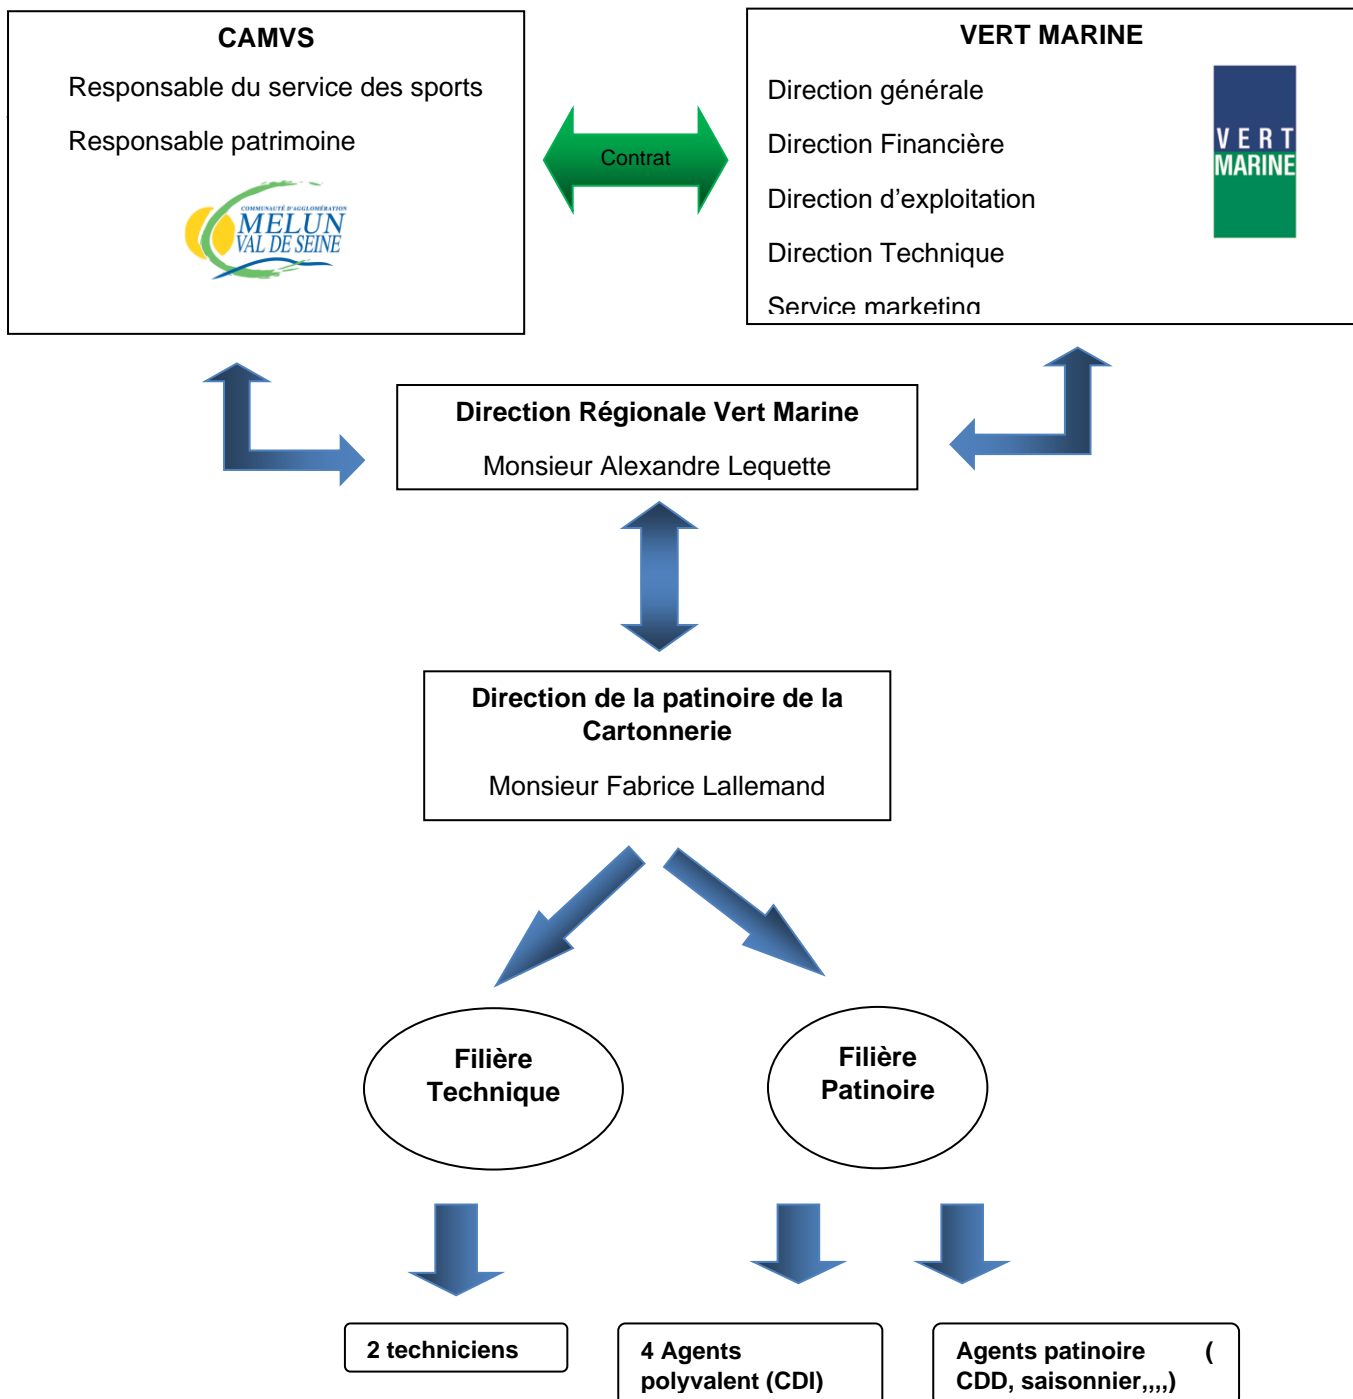 CAMVS
Responsable du service des sports
Responsable patrimoine
COMMUNAUTÉ D'AGGLOMÉRATION
MELUN
VAL DE SEINE
Contrat
VERT MARINE
Direction générale
Direction Financière
Direction d’exploitation
Direction Technique
Service marketing
VERT
MARINE
Direction Régionale Vert Marine
Monsieur Alexandre Lequette
Direction de la patinoire de la
Cartonnerie
Monsieur Fabrice Lallemand
Filière
Technique
Filière
Patinoire
2 techniciens
4 Agents
polyvalent (CDI)
Agents patinoire (
CDD, saisonnier,,,,)